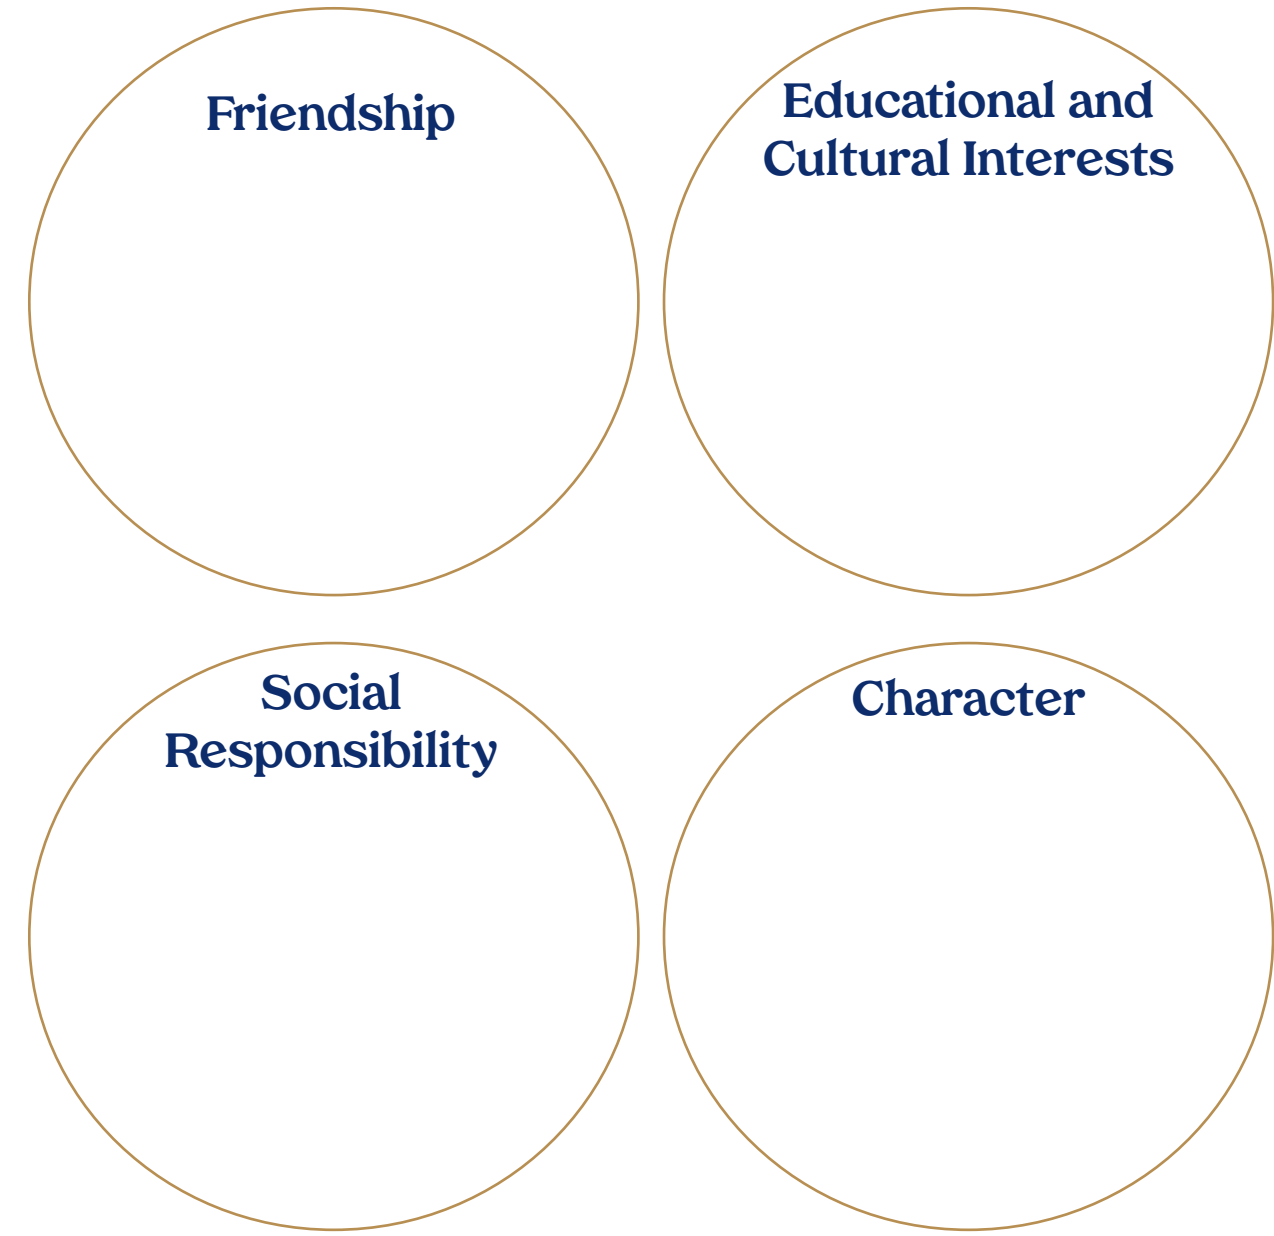 Friendship
Educational and
Cultural Interests
Social
Responsibility
Character